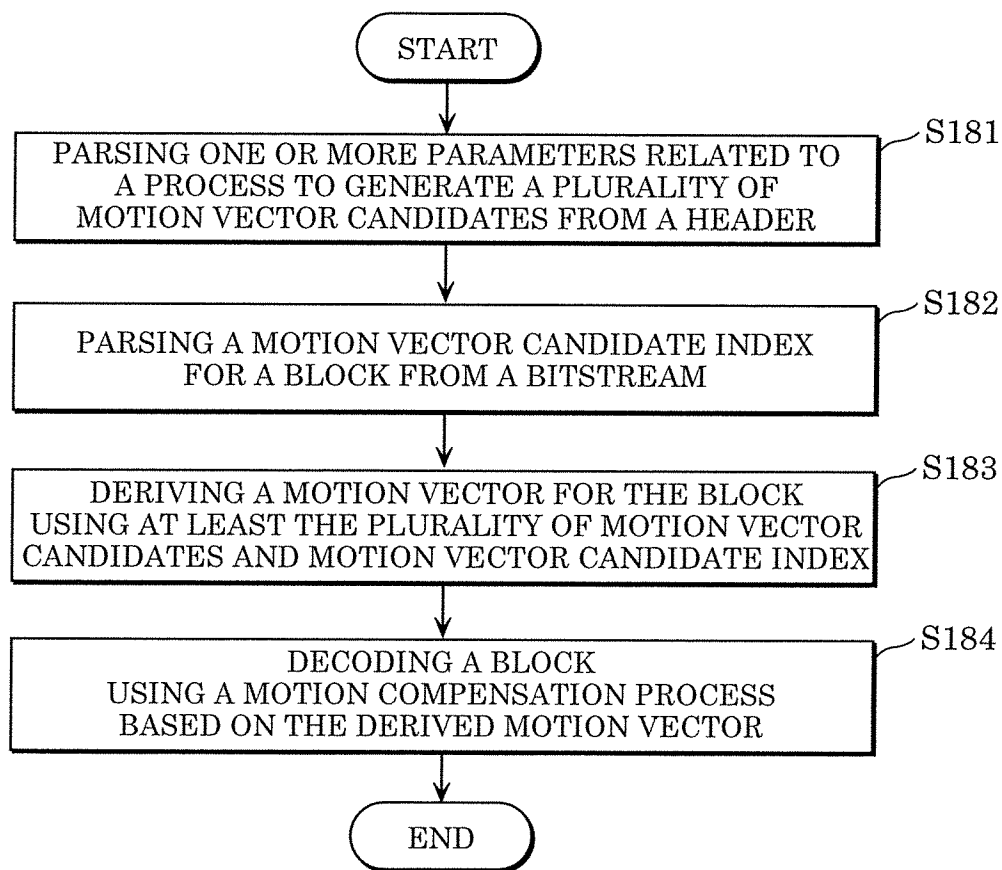 START
S181
PARSING ONE OR MORE PARAMETERS RELATED TO
A PROCESS TO GENERATE A PLURALITY OF
MOTION VECTOR CANDIDATES FROM A HEADER
S182
PARSING A MOTION VECTOR CANDIDATE INDEX
FOR A BLOCK FROM A BITSTREAM
S183
DERIVING A MOTION VECTOR FOR THE BLOCK
USING AT LEAST THE PLURALITY OF MOTION VECTOR
CANDIDATES AND MOTION VECTOR CANDIDATE INDEX
S184
DECODING A BLOCK
USING A MOTION COMPENSATION PROCESS
BASED ON THE DERIVED MOTION VECTOR
END